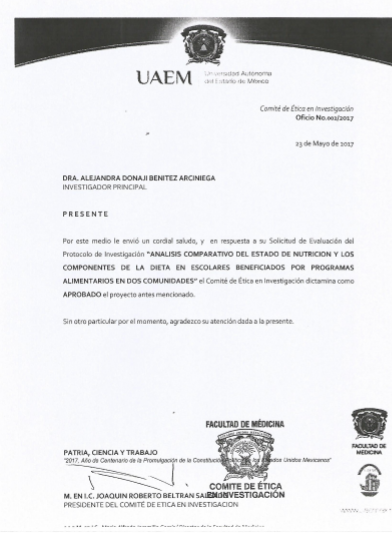 UAEM
Universidad Autónoma
del Estado de México
Comité de Ética en Investigación
Oficio No.002/2017
23 de Mayo de 2017
DRA. ALEJANDRA DONAJI BENITEZ ARCINIEGA
INVESTIGADOR PRINCIPAL
PRESENTE
Por este medio le envió un cordial saludo, y en respuesta a su Solicitud de Evaluación del
Protocolo de Investigación "ANALISIS COMPARATIVO DEL ESTADO DE NUTRICION Y LOS
COMPONENTES DE LA DIETA EN ESCOLARES BENEFICIADOS POR PROGRAMAS
ALIMENTARIOS EN DOS COMUNIDADES" el Comité de Ética en Investigación dictamina como
APROBADO el proyecto antes mencionado.
Sin otro particular por el momento, agradezco su atención dada a la presente.
FACULTAD DE MÉDICINA
PATRIA, CIENCIA Y TRABAJO
"2017, Año de Centenario de la Promulgación de la Constitución de los Estados Unidos Mexicanos"
COMITE DE ÉTICA
EN INVESTIGACIÓN
M. EN I.C. JOAQUIN ROBERTO BELTRAN
PRESIDENTE DEL COMITÉ DE ETICA EN INVESTIGACION
FACULTAD DE
MEDICINA